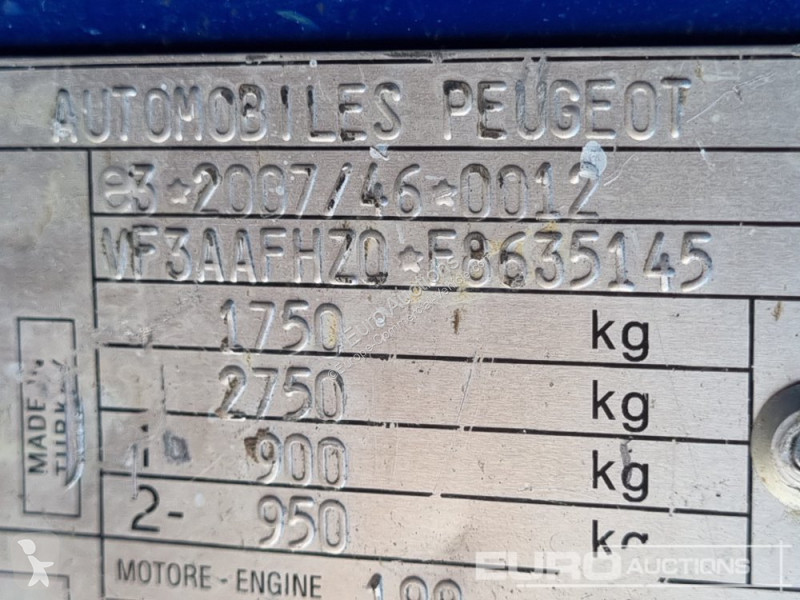 AUTOMOBILES PEUGEOT
e3*2007/46*0012
VF3AAFHZ0*F8635145
1750 kg
2750 kg
1- 900 kg
2- 950 kg
MADE IN
TURKEY
MOTORE - ENGINE
EURO AUCTIONS